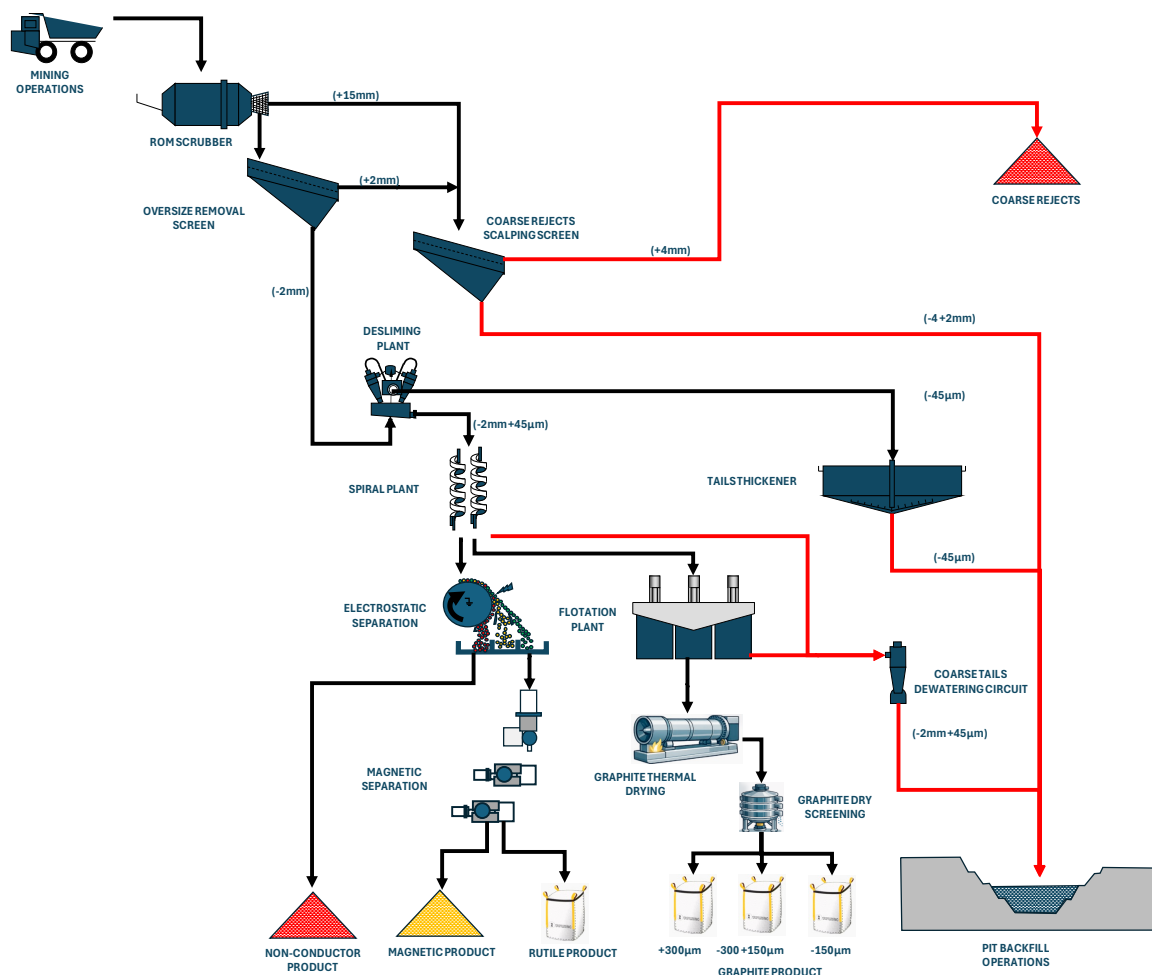 MINING
OPERATIONS
(+15mm)
ROM SCRUBBER
(+2mm)
COARSE REJECTS
OVERSIZE REMOVAL
SCREEN
COARSE REJECTS
SCALPING SCREEN
(+4mm)
(-2mm)
(-4 +2mm)
DESLIMING
PLANT
(-45µm)
(-2mm +45µm)
SPIRAL PLANT
TAILS THICKENER
(-45µm)
ELECTROSTATIC
SEPARATION
FLOTATION
PLANT
COARSE TAILS
DEWATERING CIRCUIT
(-2mm +45µm)
MAGNETIC
SEPARATION
GRAPHITE THERMAL
DRYING
GRAPHITE DRY
SCREENING
NON-CONDUCTOR
PRODUCT
MAGNETIC PRODUCT
RUTILE PRODUCT
+300µm
-300 +150µm
-150µm
GRAPHITE PRODUCT
PIT BACKFILL
OPERATIONS